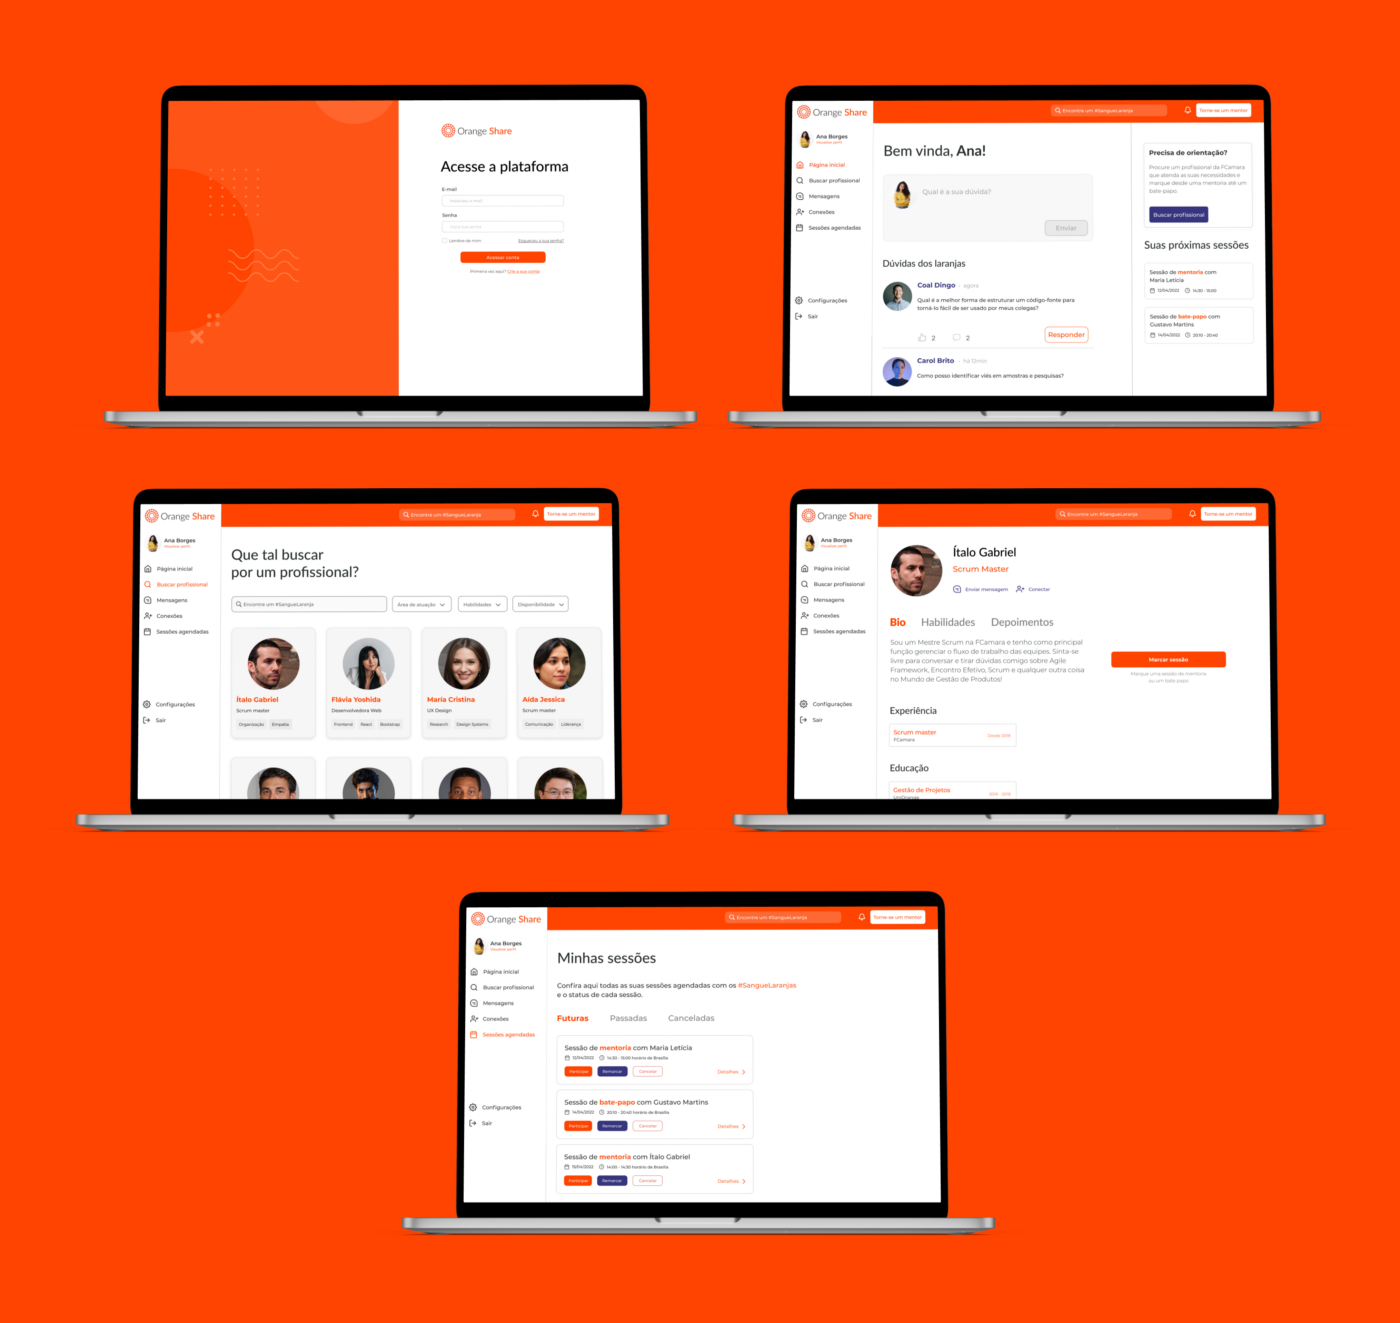 Orange Share
Acesse a plataforma
E-mail
Senha
Lembre de mim
Esqueceu a sua senha?
Acessar conta
Primeira vez aqui? Crie a sua conta
Orange Share
Encontre um #SangueLaranja
Torne-se um mentor
Ana Borges
Visualizar perfil
Página inicial
Buscar profissional
Mensagens
Conexões
Sessões agendadas
Configurações
Sair
Bem vinda, Ana!
Qual é a sua dúvida?
Enviar
Dúvidas dos laranjas
Coal Dingo - agora
Qual é a melhor forma de estruturar um código-fonte para
torná-lo fácil de ser usado por meus colegas?
2 2
Responder
Carol Brito - há 12min
Como posso identificar viés em amostras e pesquisas?
Precisa de orientação?
Procure um profissional da FCamara
que atenda as suas necessidades e
marque desde uma mentoria até um
bate-papo.
Buscar profissional
Suas próximas sessões
Sessão de mentoria com
Maria Letícia
12/04/2022 14:30 - 15:00
Sessão de bate-papo com
Gustavo Martins
14/04/2022 20:10 - 20:40
Orange Share
Encontre um #SangueLaranja
Torne-se um mentor
Ana Borges
Visualizar perfil
Página inicial
Buscar profissional
Mensagens
Conexões
Sessões agendadas
Configurações
Sair
Que tal buscar
por um profissional?
Encontre um #SangueLaranja
Área de atuação
Habilidades
Disponibilidade
Ítalo Gabriel
Scrum master
Organização Empatia
Flávia Yoshida
Desenvolvedora Web
Frontend React Bootstrap
Maria Cristina
UX Design
Research Design Systems
Aída Jessica
Scrum master
Comunicação Liderança
Orange Share
Encontre um #SangueLaranja
Torne-se um mentor
Ana Borges
Visualizar perfil
Página inicial
Buscar profissional
Mensagens
Conexões
Sessões agendadas
Configurações
Sair
Ítalo Gabriel
Scrum Master
Enviar mensagem Conectar
Bio Habilidades Depoimentos
Sou um Mestre Scrum na FCamara e tenho como principal
função gerenciar o fluxo de trabalho das equipes. Sinta-se
livre para conversar e tirar dúvidas comigo sobre Agile
Framework, Encontro Efetivo, Scrum e qualquer outra coisa
no Mundo de Gestão de Produtos!
Marcar sessão
Marque uma sessão de mentoria
ou um bate-papo
Experiência
Scrum master
FCamara
Desde 2018
Educação
Gestão de Projetos
Orange Share
Encontre um #SangueLaranja
Torne-se um mentor
Ana Borges
Visualizar perfil
Página inicial
Buscar profissional
Mensagens
Conexões
Sessões agendadas
Configurações
Sair
Minhas sessões
Confira aqui todas as suas sessões agendadas com os #SangueLaranjas
e o status de cada sessão.
Futuras Passadas Canceladas
Sessão de mentoria com Maria Letícia
12/04/2022 14:30 - 15:00 horário de Brasília
Participar Remarcar Cancelar
Detalhes
Sessão de bate-papo com Gustavo Martins
14/04/2022 20:10 - 20:40 horário de Brasília
Participar Remarcar Cancelar
Detalhes
Sessão de mentoria com Ítalo Gabriel
15/04/2022 14:00 - 14:30 horário de Brasília
Participar Remarcar Cancelar
Detalhes